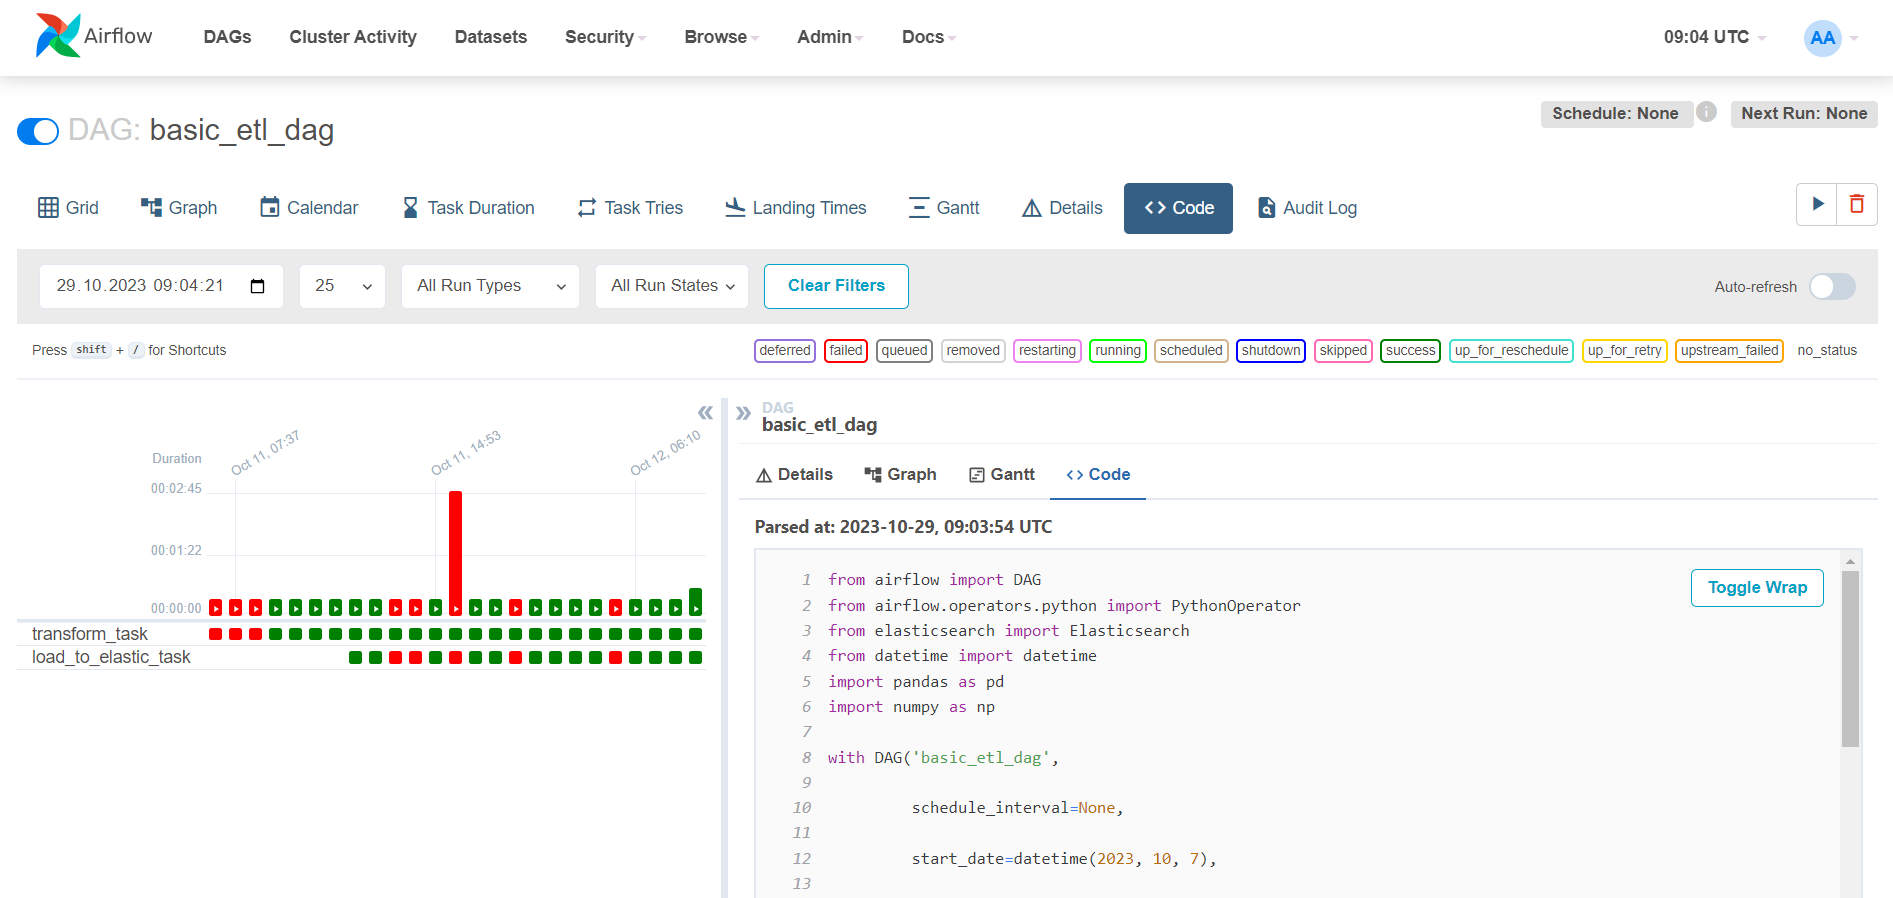 Airflow DAGs Cluster Activity Datasets Security Browse Admin Docs 09:04 UTC AA
DAG: basic_etl_dag
Schedule: None i Next Run: None
Grid Graph Calendar Task Duration Task Tries Landing Times Gantt Details <> Code Audit Log
29.10.2023 09:04:21 25 All Run Types All Run States Clear Filters Auto-refresh
Press shift + / for Shortcuts
deferred failed queued removed restarting running scheduled shutdown skipped success up_for_reschedule up_for_retry upstream_failed no_status
Duration
Oct 11, 07:37 Oct 11, 14:53 Oct 12, 06:10
00:02:45
00:01:22
00:00:00
transform_task
load_to_elastic_task
DAG
basic_etl_dag
Details Graph Gantt <> Code
Parsed at: 2023-10-29, 09:03:54 UTC
Toggle Wrap
1 from airflow import DAG
2 from airflow.operators.python import PythonOperator
3 from elasticsearch import Elasticsearch
4 from datetime import datetime
5 import pandas as pd
6 import numpy as np
7
8 with DAG('basic_etl_dag',
9
10 schedule_interval=None,
11
12 start_date=datetime(2023, 10, 7),
13